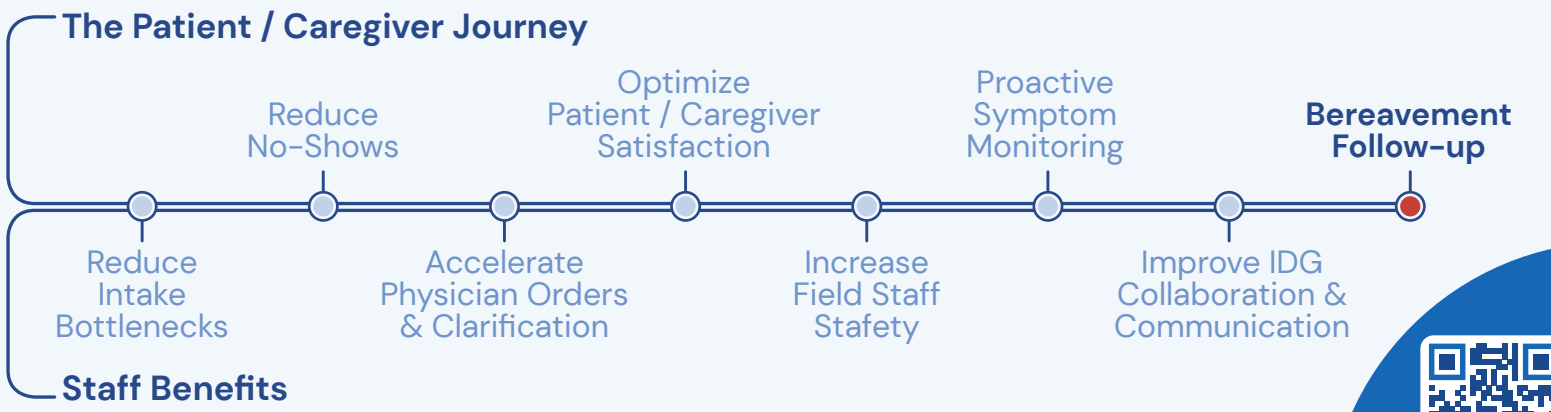 The Patient / Caregiver Journey
Reduce
No-Shows
Optimize
Patient / Caregiver
Satisfaction
Proactive
Symptom
Monitoring
Bereavement
Follow-up
Reduce
Intake
Bottlenecks
Accelerate
Physician Orders
& Clarification
Increase
Field Staff
Stafety
Improve IDG
Collaboration &
Communication
Staff Benefits